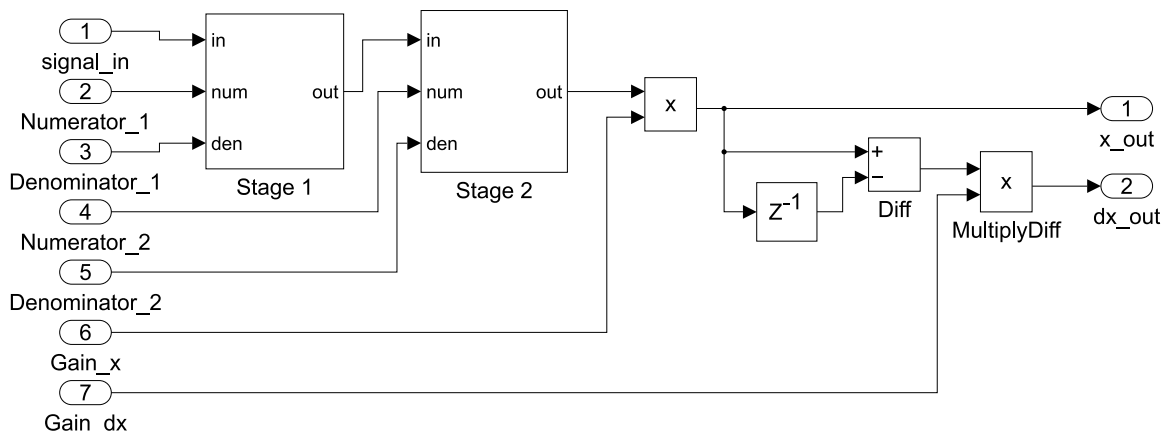 1
signal_in
2
Numerator_1
3
Denominator_1
4
Numerator_2
5
Denominator_2
6
Gain_x
7
Gain_dx
in
num
den
out
Stage 1
in
num
den
out
Stage 2
x
Z-1
+
−
Diff
x
MultiplyDiff
1
x_out
2
dx_out